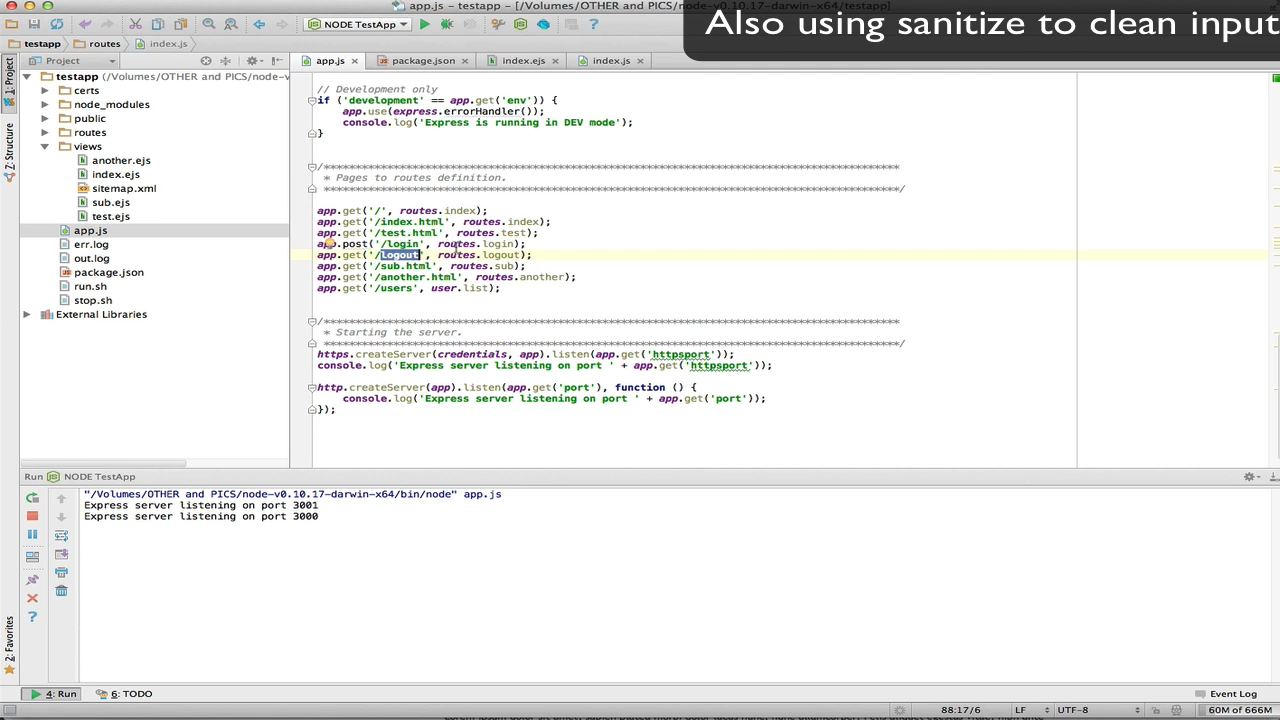 app.js - testapp - [/Volumes/OTHER and PICS/node-v0.10.17-darwin-x64/testapp]
Also using sanitize to clean input
NODE TestApp
testapp
routes
index.js
Project
app.js
package.json
index.ejs
index.js
1: Project
7: Structure
2: Favorites
testapp (/Volumes/OTHER and PICS/node-v
certs
node_modules
public
routes
views
another.ejs
index.ejs
sitemap.xml
sub.ejs
test.ejs
app.js
err.log
out.log
package.json
run.sh
stop.sh
External Libraries
// Development only
if ('development' == app.get('env')) {
app.use(express.errorHandler());
console.log('Express is running in DEV mode');
}
/*******************************************************************************************
* Pages to routes definition.
*******************************************************************************************/
app.get('/', routes.index);
app.get('/index.html', routes.index);
app.get('/test.html', routes.test);
app.post('/login', routes.login);
app.get('/logout', routes.logout);
app.get('/sub.html', routes.sub);
app.get('/another.html', routes.another);
app.get('/users', user.list);
/*******************************************************************************************
* Starting the server.
*******************************************************************************************/
https.createServer(credentials, app).listen(app.get('httpsport'));
console.log('Express server listening on port ' + app.get('httpsport'));
http.createServer(app).listen(app.get('port'), function () {
console.log('Express server listening on port ' + app.get('port'));
});
Run NODE TestApp
"/Volumes/OTHER and PICS/node-v0.10.17-darwin-x64/bin/node" app.js
Express server listening on port 3001
Express server listening on port 3000
4: Run
6: TODO
Event Log
88:17/6
LF
UTF-8
60M of 666M